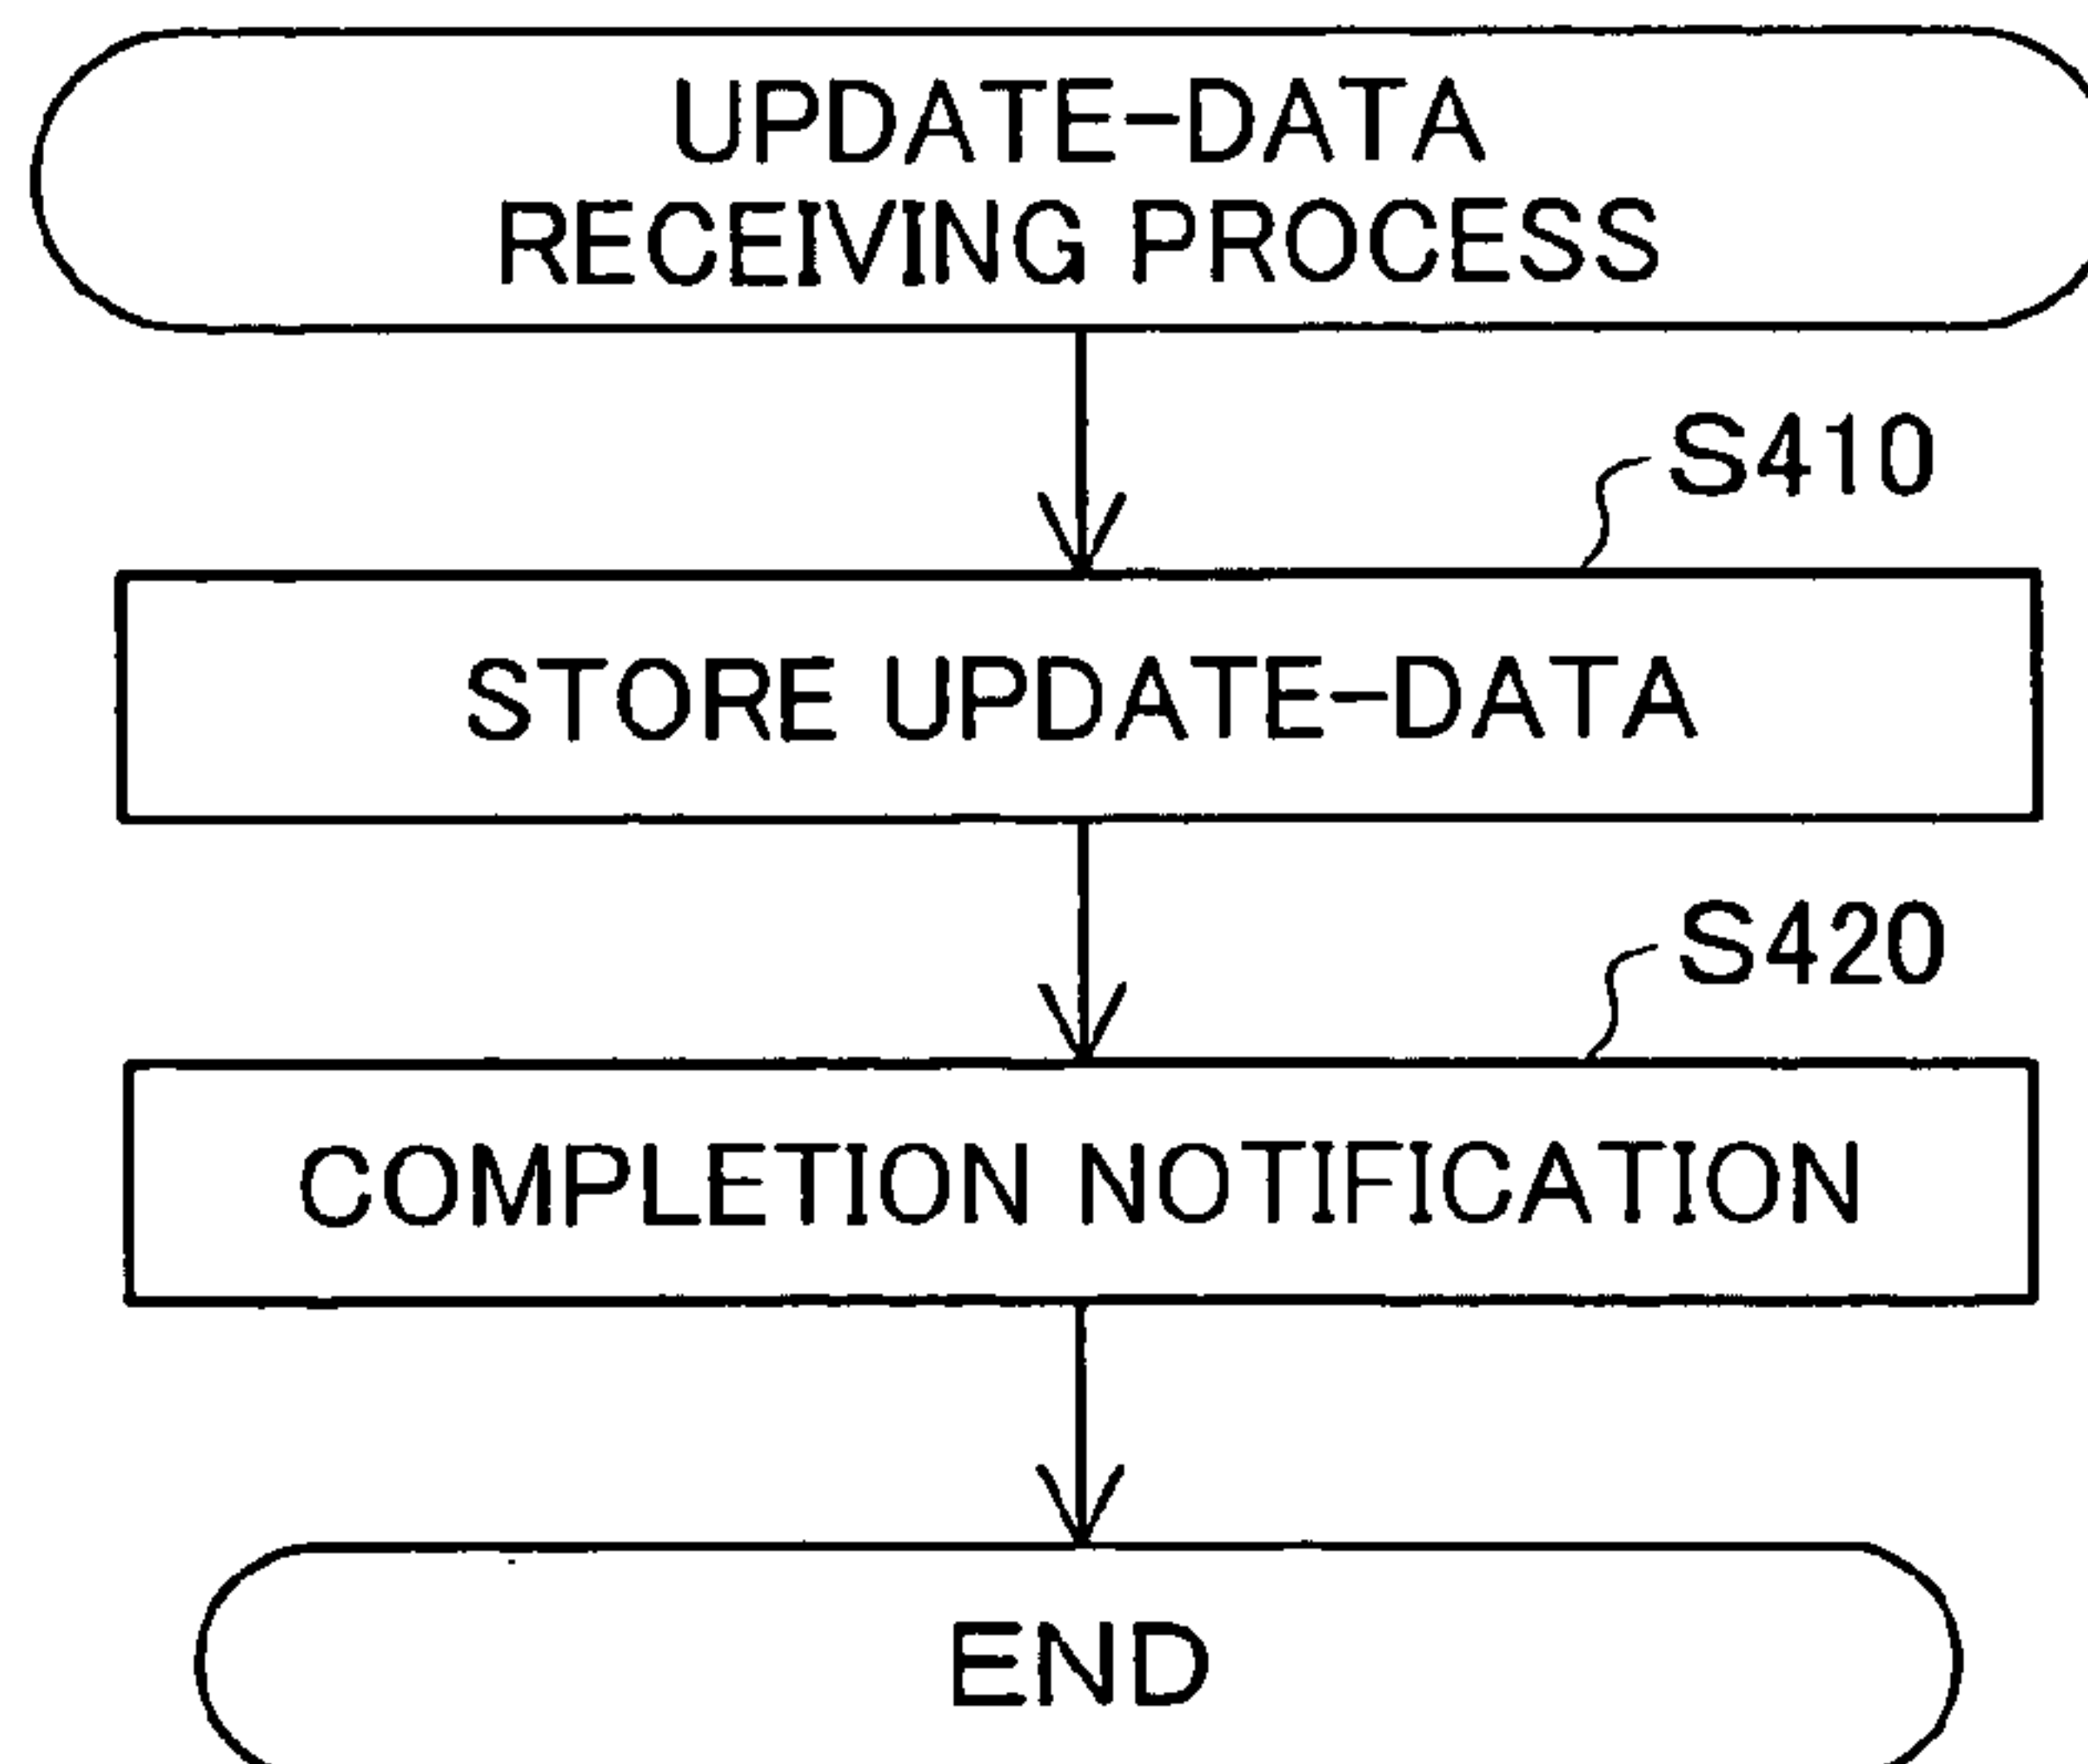 UPDATE-DATA
RECEIVING PROCESS
S410
STORE UPDATE-DATA
S420
COMPLETION NOTIFICATION
END